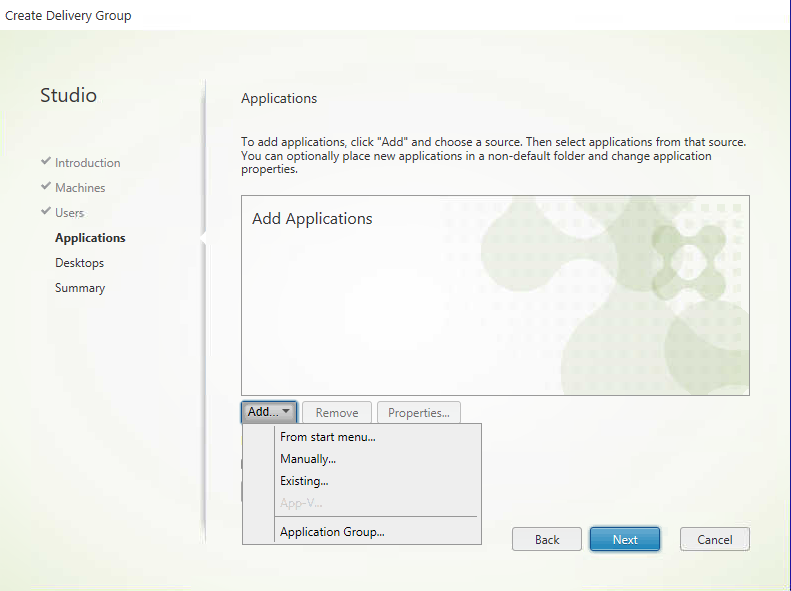 Create Delivery Group
Studio
Introduction
Machines
Users
Applications
Desktops
Summary
Applications
To add applications, click "Add" and choose a source. Then select applications from that source.
You can optionally place new applications in a non-default folder and change application
properties.
Add Applications
Add...
Remove
Properties...
From start menu...
Manually...
Existing...
App-V...
Application Group...
Back
Next
Cancel